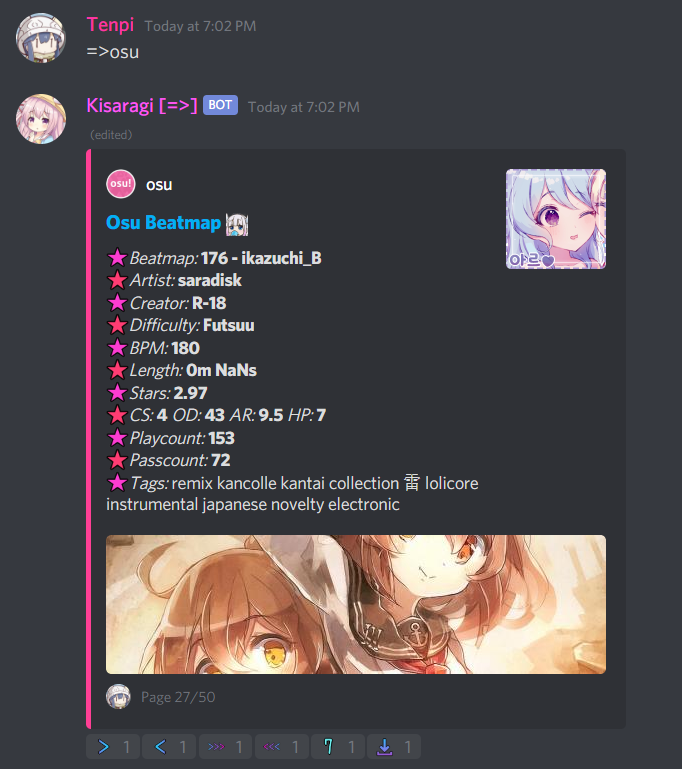 Tenpi Today at 7:02 PM
=>osu
Kisaragi [=>] BOT Today at 7:02 PM
(edited)
osu! osu
Osu Beatmap
Beatmap: 176 - ikazuchi_B
Artist: saradisk
Creator: R-18
Difficulty: Futsuu
BPM: 180
Length: 0m NaNs
Stars: 2.97
CS: 4 OD: 43 AR: 9.5 HP: 7
Playcount: 153
Passcount: 72
Tags: remix kancolle kantai collection 雷 lolicore
instrumental japanese novelty electronic
야르
Page 27/50
> 1 < 1 >>> 1 <<< 1 7 1 1